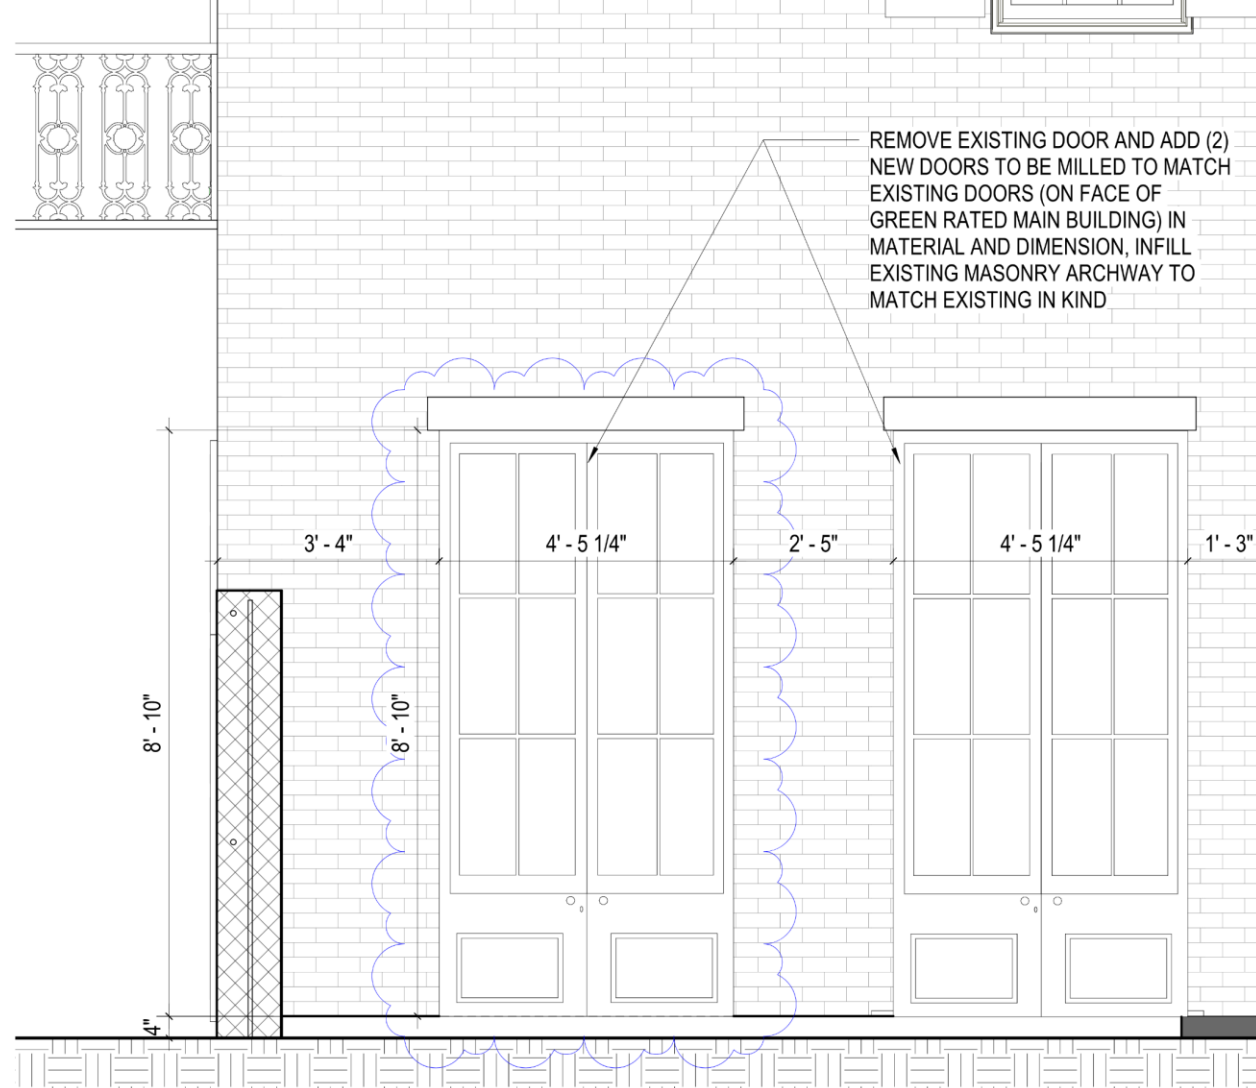 REMOVE EXISTING DOOR AND ADD (2)
NEW DOORS TO BE MILLED TO MATCH
EXISTING DOORS (ON FACE OF
GREEN RATED MAIN BUILDING) IN
MATERIAL AND DIMENSION, INFILL
EXISTING MASONRY ARCHWAY TO
MATCH EXISTING IN KIND
3' - 4"
4' - 5 1/4"
2' - 5"
4' - 5 1/4"
1' - 3"
8' - 10"
8' - 10"
4"